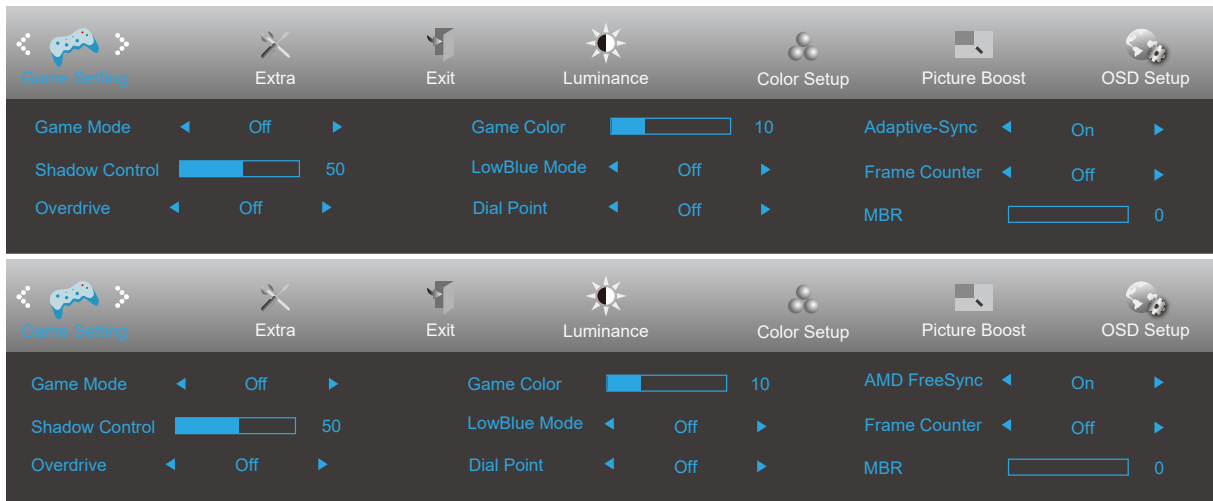 Game Setting Extra Exit Luminance Color Setup Picture Boost OSD Setup
Game Mode Off Game Color 10 Adaptive-Sync On
Shadow Control 50 LowBlue Mode Off Frame Counter Off
Overdrive Off Dial Point Off MBR 0
Game Setting Extra Exit Luminance Color Setup Picture Boost OSD Setup
Game Mode Off Game Color 10 AMD FreeSync On
Shadow Control 50 LowBlue Mode Off Frame Counter Off
Overdrive Off Dial Point Off MBR 0